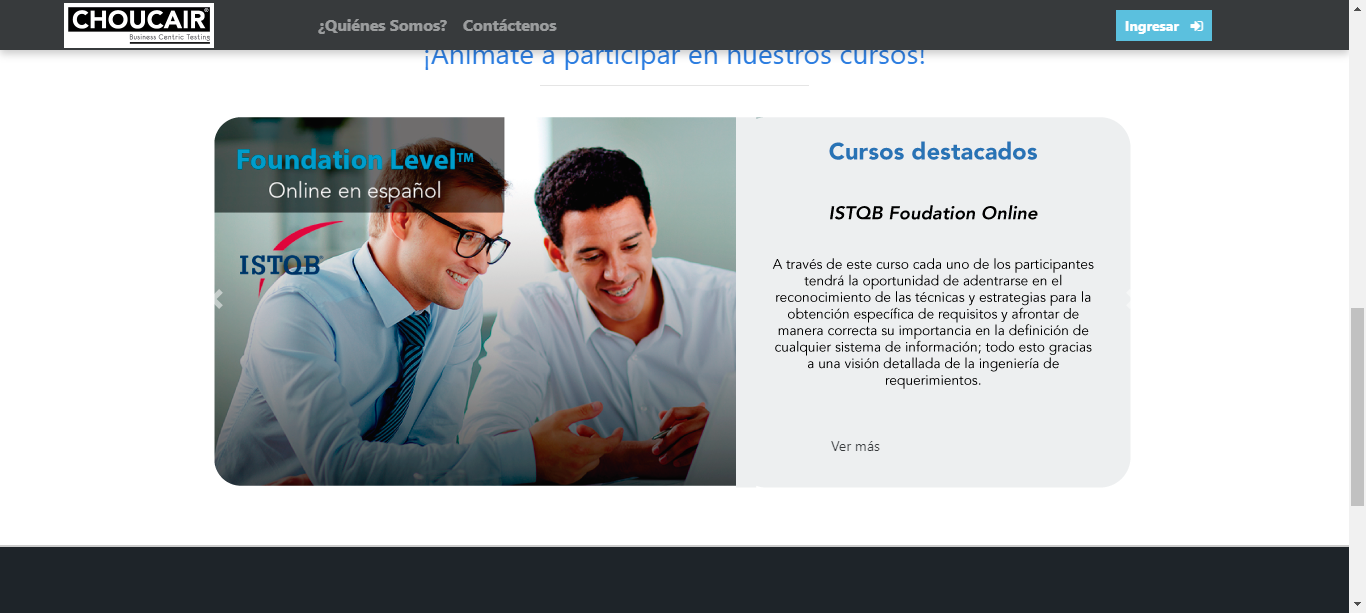 CHOUCAIR®
Business Centric Testing
¿Quiénes Somos? Contáctenos
Ingresar
¡Anímate a participar en nuestros cursos!
Foundation Level™
Online en español
ISTQB
Cursos destacados
ISTQB Foudation Online
A través de este curso cada uno de los participantes
tendrá la oportunidad de adentrarse en el
reconocimiento de las técnicas y estrategias para la
obtención específica de requisitos y afrontar de
manera correcta su importancia en la definición de
cualquier sistema de información; todo esto gracias
a una visión detallada de la ingeniería de
requerimientos.
Ver más